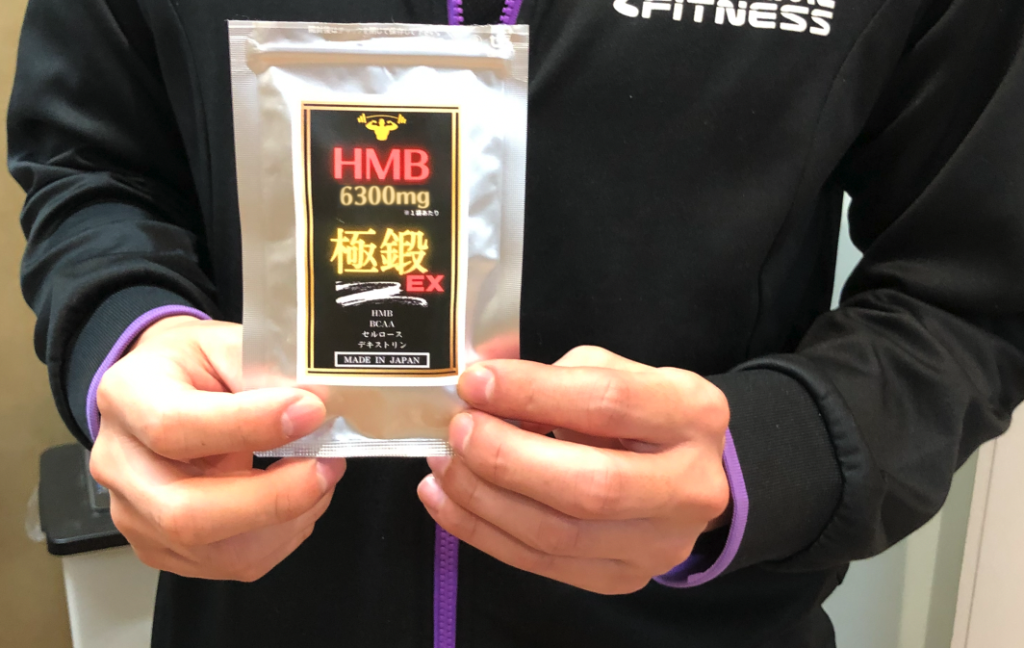 FITNESS
HMB
6300mg
※1袋あたり
極鍛
EX
HMB
BCAA
セルロース
デキストリン
MADE IN JAPAN